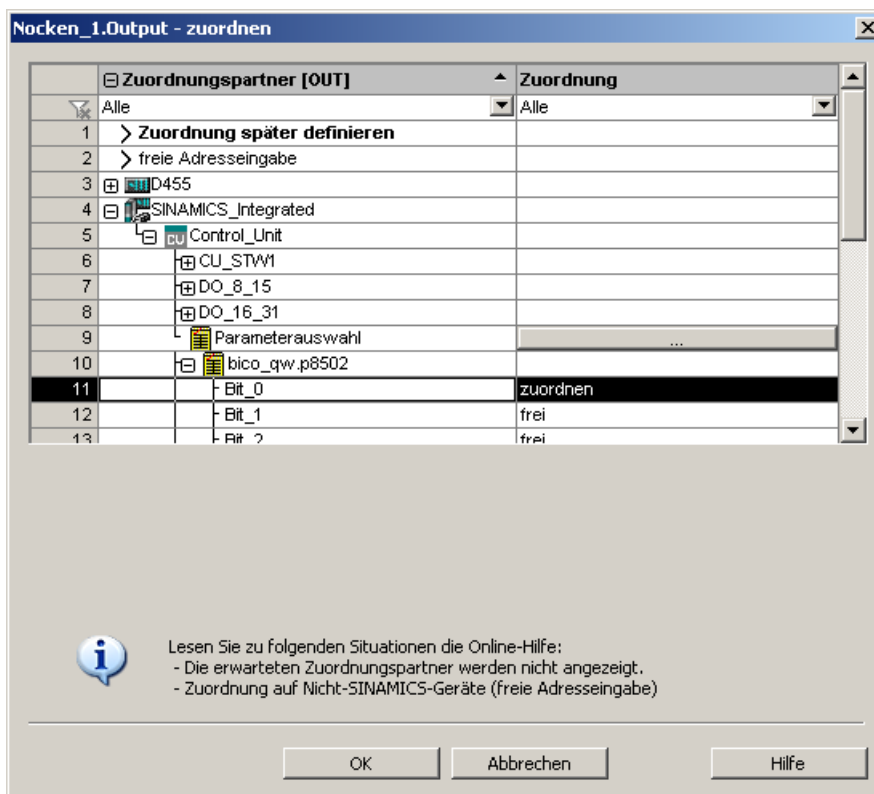 Nocken_1.Output - zuordnen
Zuordnungspartner [OUT] Zuordnung
Alle Alle
1 Zuordnung später definieren
2 freie Adresseingabe
3 D455
4 SINAMICS_Integrated
5 CU Control_Unit
6 CU_STW1
7 DO_8_15
8 DO_16_31
9 Parameterauswahl ...
10 bico_qw.p8502
11 Bit_0 zuordnen
12 Bit_1 frei
13 Bit_2 frei
Lesen Sie zu folgenden Situationen die Online-Hilfe:
- Die erwarteten Zuordnungspartner werden nicht angezeigt.
- Zuordnung auf Nicht-SINAMICS-Geräte (freie Adresseingabe)
OK Abbrechen Hilfe